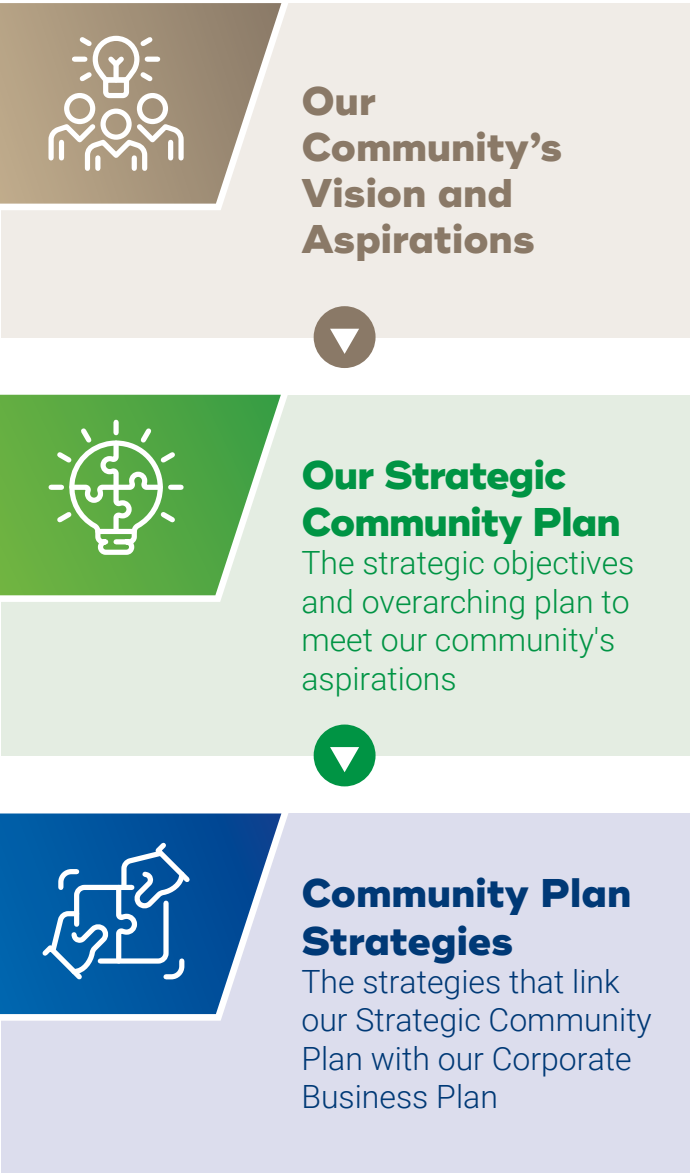 Our
Community’s
Vision and
Aspirations
Our Strategic
Community Plan
The strategic objectives
and overarching plan to
meet our community's
aspirations
Community Plan
Strategies
The strategies that link
our Strategic Community
Plan with our Corporate
Business Plan